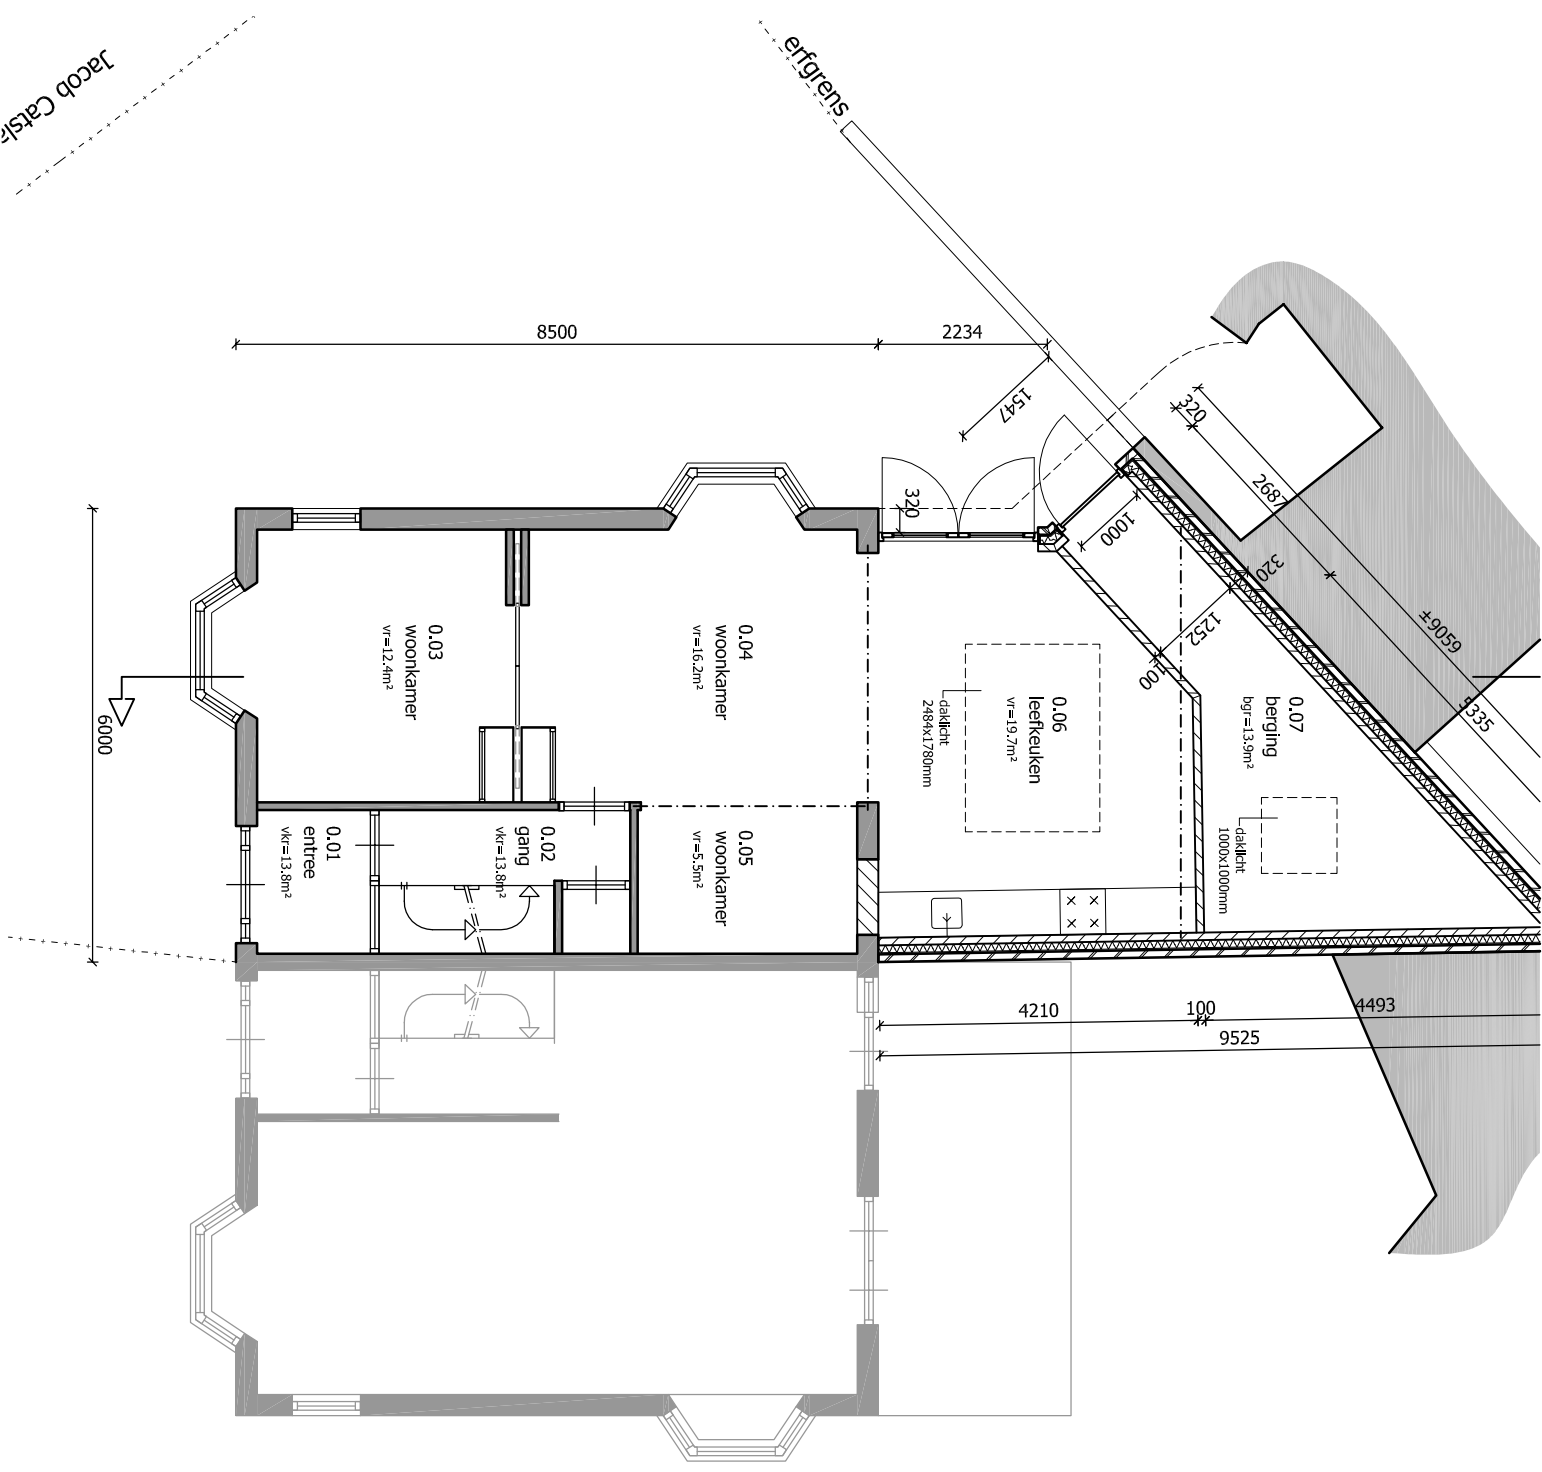 Jacob Catsla
erfgrens
8500
2234
1547
320
320
2687
1000
320
±9059
1252
100
5335
6000
0.03
woonkamer
vr=12.4m²
0.04
woonkamer
vr=16.2m²
0.06
leefkeuken
vr=19.7m²
daklicht
2484x1780mm
0.07
berging
bgr=13.9m²
daklicht
1000x1000mm
0.01
entree
vkr=13.8m²
0.02
gang
vkr=13.8m²
0.05
woonkamer
vr=5.5m²
4210
100
4493
9525